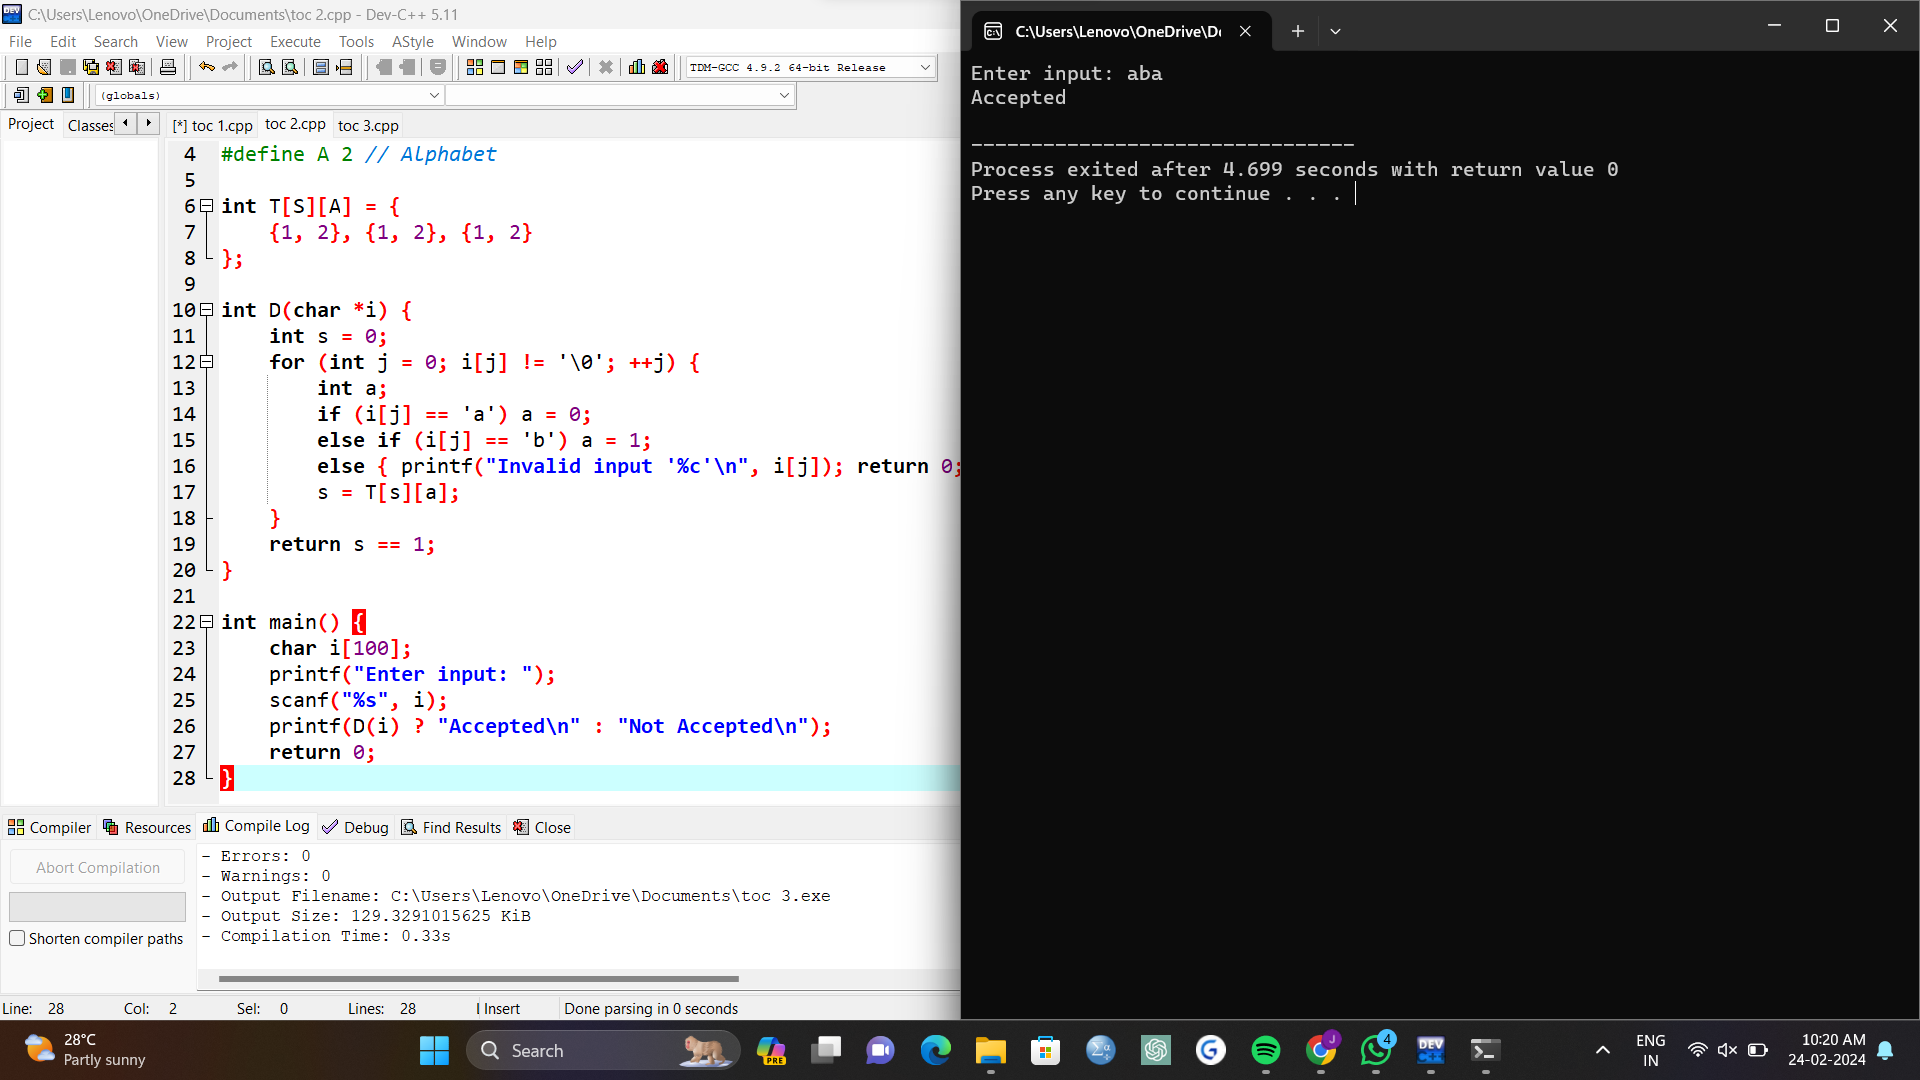 C:\Users\Lenovo\OneDrive\Documents\toc 2.cpp - Dev-C++ 5.11
File Edit Search View Project Execute Tools AStyle Window Help
TDM-GCC 4.9.2 64-bit Release
(globals)
Project Classes [*] toc 1.cpp toc 2.cpp toc 3.cpp
4 #define A 2 // Alphabet
5
6 int T[S][A] = {
7 {1, 2}, {1, 2}, {1, 2}
8 };
9
10 int D(char *i) {
11 int s = 0;
12 for (int j = 0; i[j] != '\0'; ++j) {
13 int a;
14 if (i[j] == 'a') a = 0;
15 else if (i[j] == 'b') a = 1;
16 else { printf("Invalid input '%c'\n", i[j]); return 0;
17 s = T[s][a];
18 }
19 return s == 1;
20 }
21
22 int main() {
23 char i[100];
24 printf("Enter input: ");
25 scanf("%s", i);
26 printf(D(i) ? "Accepted\n" : "Not Accepted\n");
27 return 0;
28 }
Compiler Resources Compile Log Debug Find Results Close
Abort Compilation
Shorten compiler paths
- Errors: 0
- Warnings: 0
- Output Filename: C:\Users\Lenovo\OneDrive\Documents\toc 3.exe
- Output Size: 129.3291015625 KiB
- Compilation Time: 0.33s
Line: 28 Col: 2 Sel: 0 Lines: 28 Insert Done parsing in 0 seconds
C:\Users\Lenovo\OneDrive\D
Enter input: aba
Accepted
--------------------------------
Process exited after 4.699 seconds with return value 0
Press any key to continue . . .
28°C
Partly sunny
Search
PRE
J
4
DEV
C++
ENG
IN
10:20 AM
24-02-2024